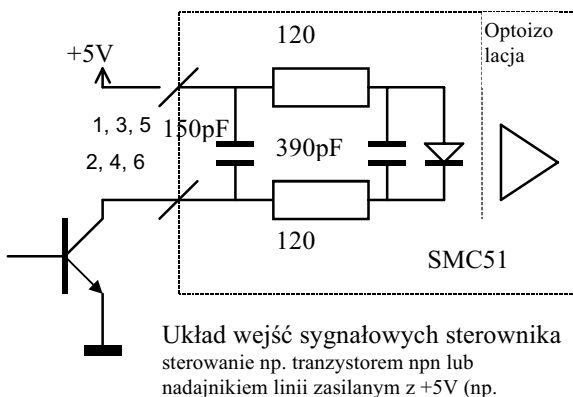 120
Optoizo
lacja
+5V
1, 3, 5
150pF
390pF
2, 4, 6
120
SMC51
Układ wejść sygnałowych sterownika
sterowanie np. tranzystorem npn lub
nadajnikiem linii zasilanym z +5V (np.